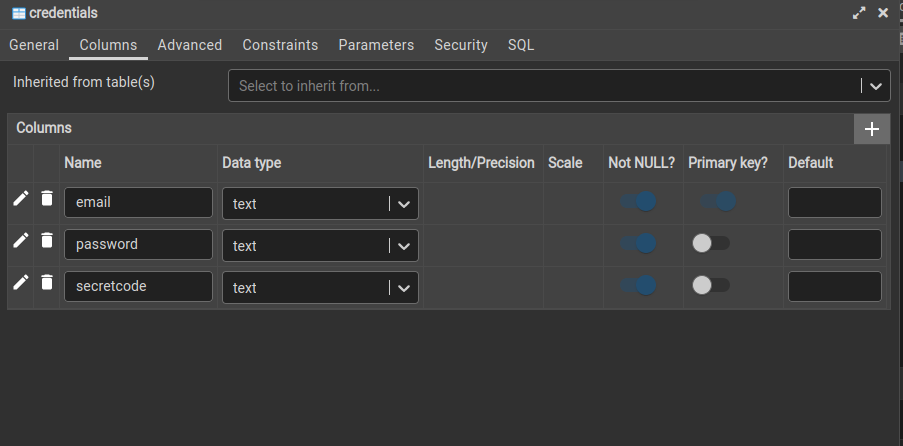 credentials
General Columns Advanced Constraints Parameters Security SQL
Inherited from table(s) Select to inherit from...
Columns
Name Data type Length/Precision Scale Not NULL? Primary key? Default
email text
password text
secretcode text